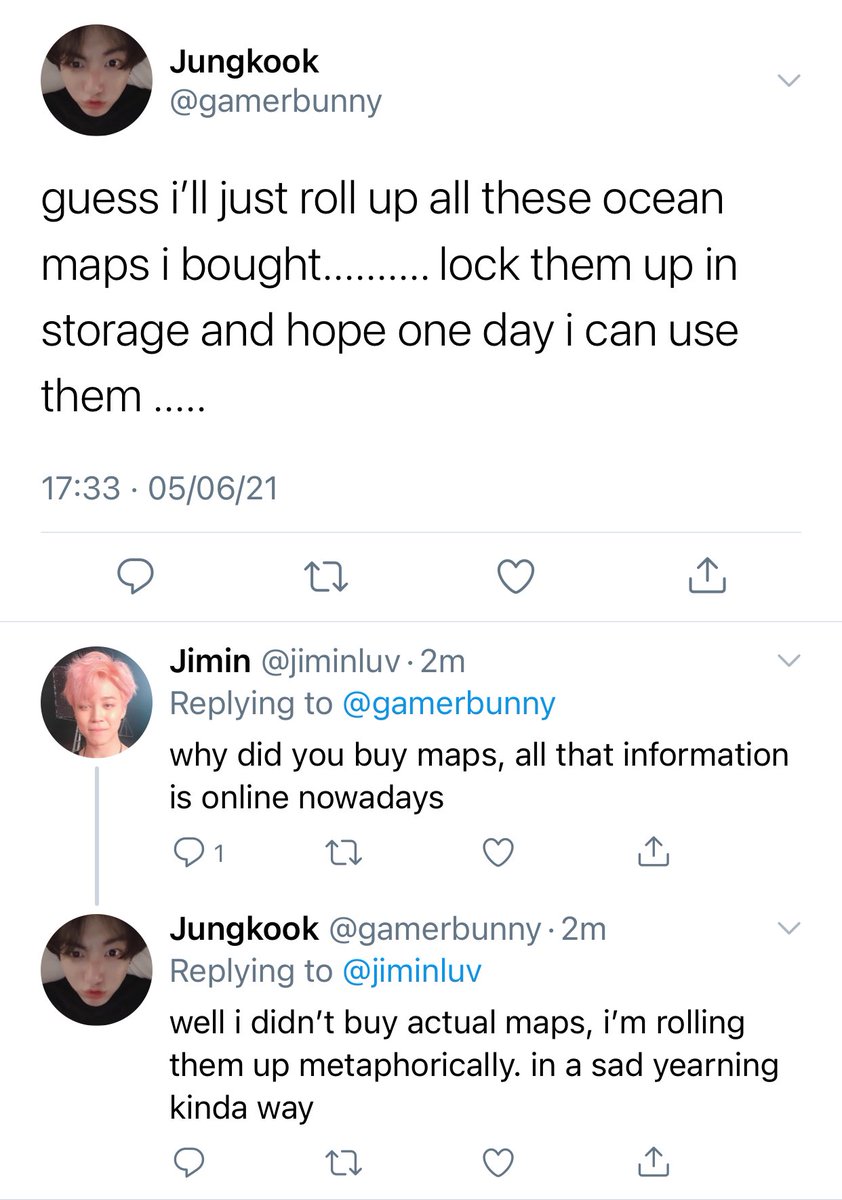 Jungkook
@gamerbunny
guess i’ll just roll up all these ocean
maps i bought.......... lock them up in
storage and hope one day i can use
them .....
17:33 · 05/06/21
Jimin @jiminluv · 2m
Replying to @gamerbunny
why did you buy maps, all that information
is online nowadays
1
Jungkook @gamerbunny · 2m
Replying to @jiminluv
well i didn’t buy actual maps, i’m rolling
them up metaphorically. in a sad yearning
kinda way